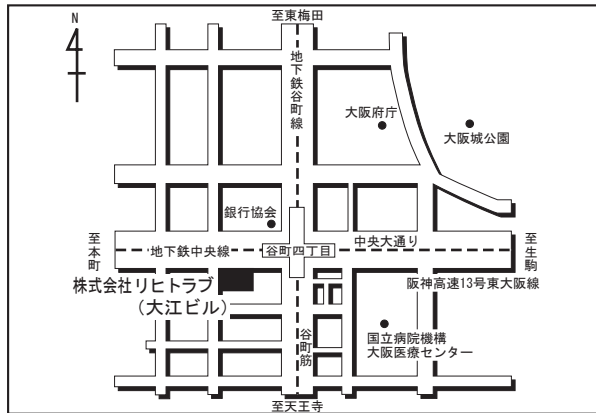 至東梅田
N
地下鉄谷町線
大阪府庁
大阪城公園
銀行協会
至本町
地下鉄中央線
谷町四丁目
中央大通り
至生駒
株式会社リヒトラブ
(大江ビル)
阪神高速13号東大阪線
谷町筋
国立病院機構
大阪医療センター
至天王寺